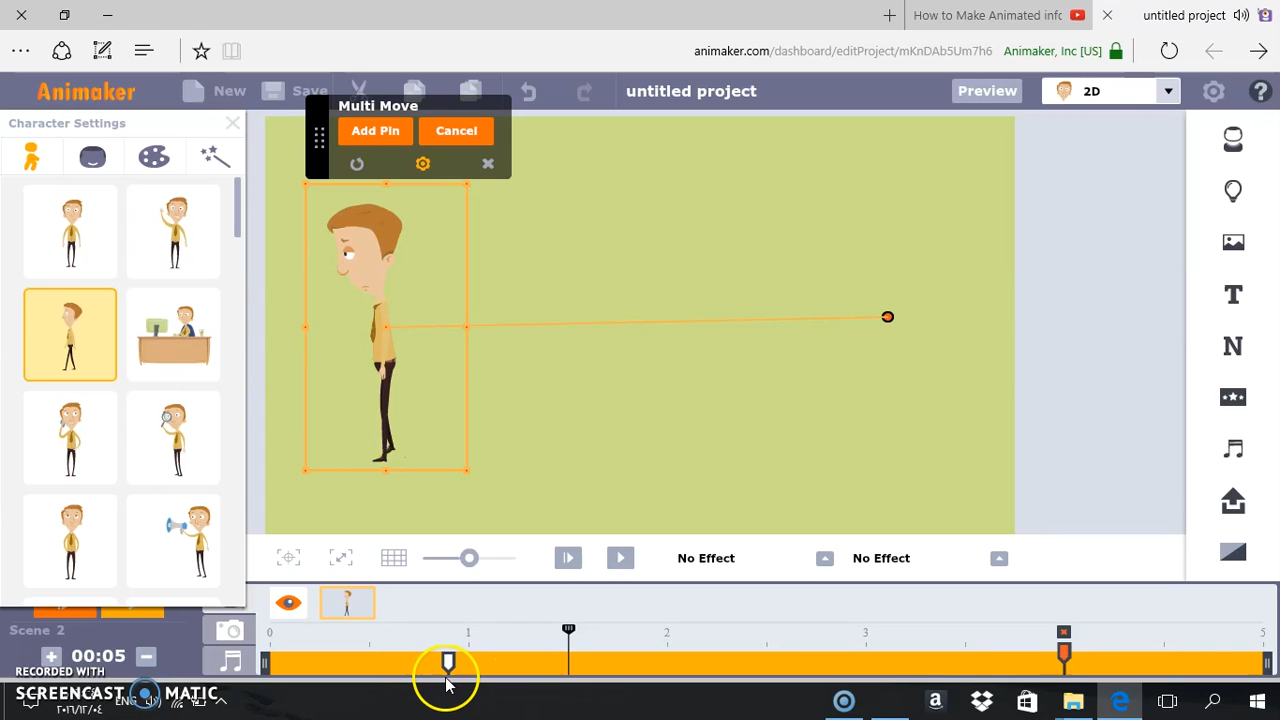 How to Make Animated info
untitled project
animaker.com/dashboard/editProject/mKnDAb5Um7h6
Animaker, Inc [US]
Animaker
New
Save
untitled project
Preview
2D
Character Settings
Multi Move
Add Pin
Cancel
T
N
No Effect
No Effect
0
1
2
3
5
Scene 2
00:05
RECORDED WITH
SCREENCAST MATIC
ENG